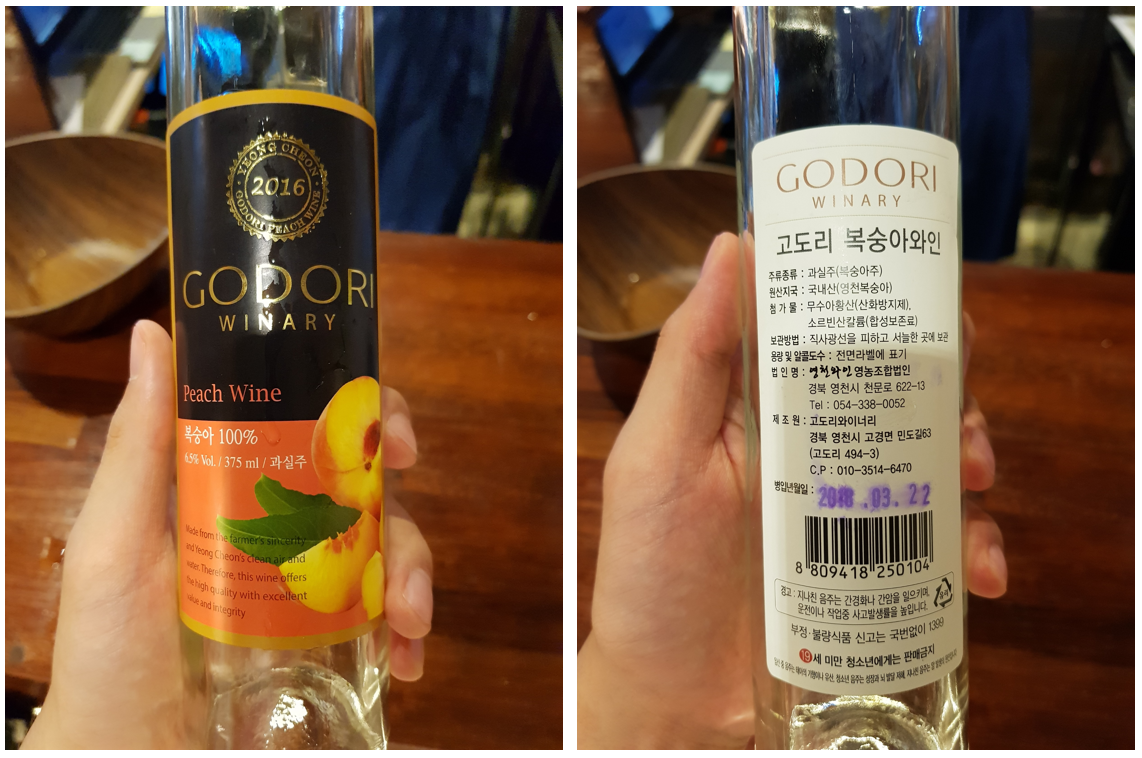 YEONG CHEON
2016
GODORI PEACH WINE
GODORI
WINARY
Peach Wine
복숭아 100%
6.5% Vol. / 375 ml / 과실주
Made from the farmer's sincerity
and Yeong Cheon's clean air and
water. Therefore, this wine offers
the high quality with excellent
value and integrity
GODORI
WINARY
고도리 복숭아와인
주류종류 : 과실주(복숭아주)
원산지국 : 국내산(영천복숭아)
첨 가 물 : 무수아황산(산화방지제),
소르빈산칼륨(합성보존료)
보관방법 : 직사광선을 피하고 서늘한 곳에 보관
용량 및 알콜도수 : 전면라벨에 표기
법 인 명 : 영천와인영농조합법인
경북 영천시 천문로 622-13
Tel : 054-338-0052
제 조 원 : 고도리와이너리
경북 영천시 고경면 민도길63
(고도리 494-3)
C.P : 010-3514-6470
병입년월일 : 2018.03.22
8 809418 250104
경고 : 지나친 음주는 간경화나 간암을 일으키며,
운전이나 작업중 사고발생률을 높입니다.
유리
부정·불량식품 신고는 국번없이 1399
19세 미만 청소년에게는 판매금지